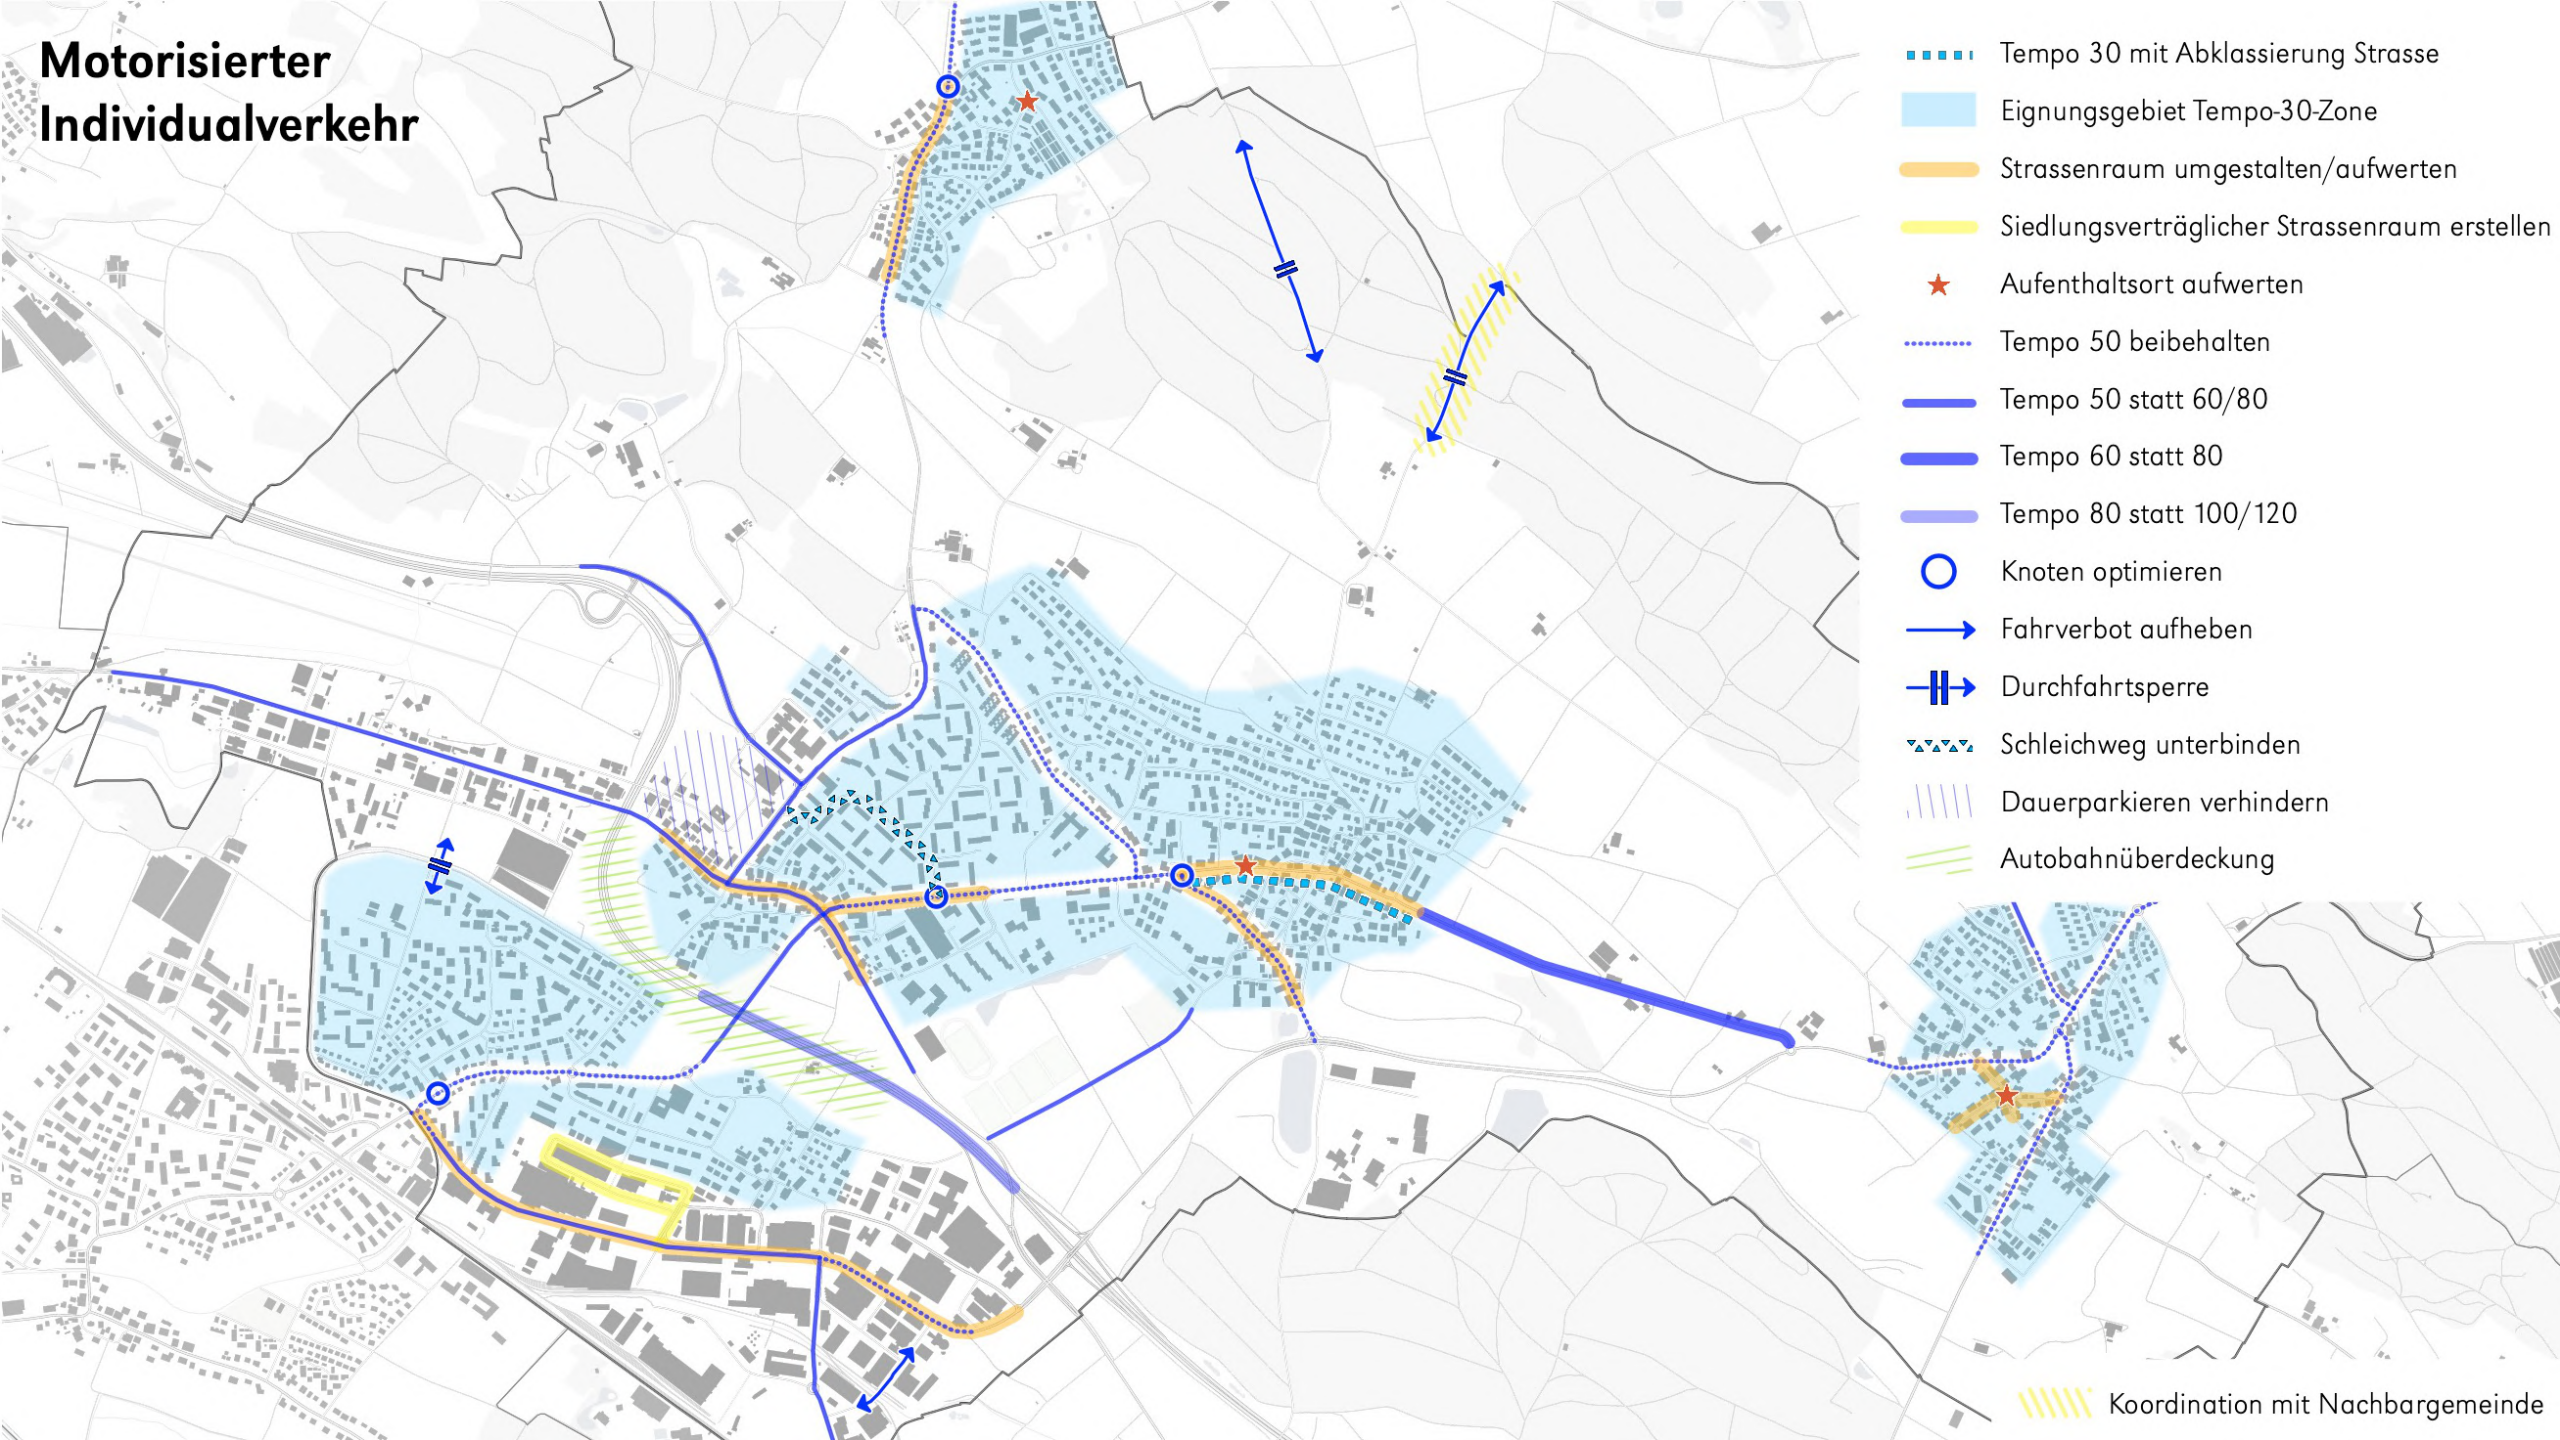 Motorisierter
Individualverkehr
Tempo 30 mit Abklassierung Strasse
Eignungsgebiet Tempo-30-Zone
Strassenraum umgestalten/aufwerten
Siedlungsverträglicher Strassenraum erstellen
Aufenthaltsort aufwerten
Tempo 50 beibehalten
Tempo 50 statt 60/80
Tempo 60 statt 80
Tempo 80 statt 100/120
Knoten optimieren
Fahrverbot aufheben
Durchfahrtsperre
Schleichweg unterbinden
Dauerparkieren verhindern
Autobahnüberdeckung
Koordination mit Nachbargemeinde